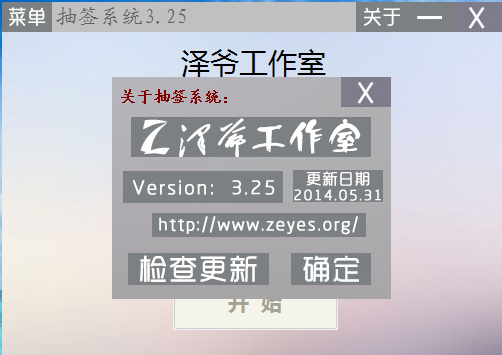 菜单 抽签系统3.25 关于 — X
泽爷工作室
关于抽签系统： X
Z泽爷工作室
Version: 3.25 更新日期
2014.05.31
http://www.zeyes.org/
检查更新 确定
开 始